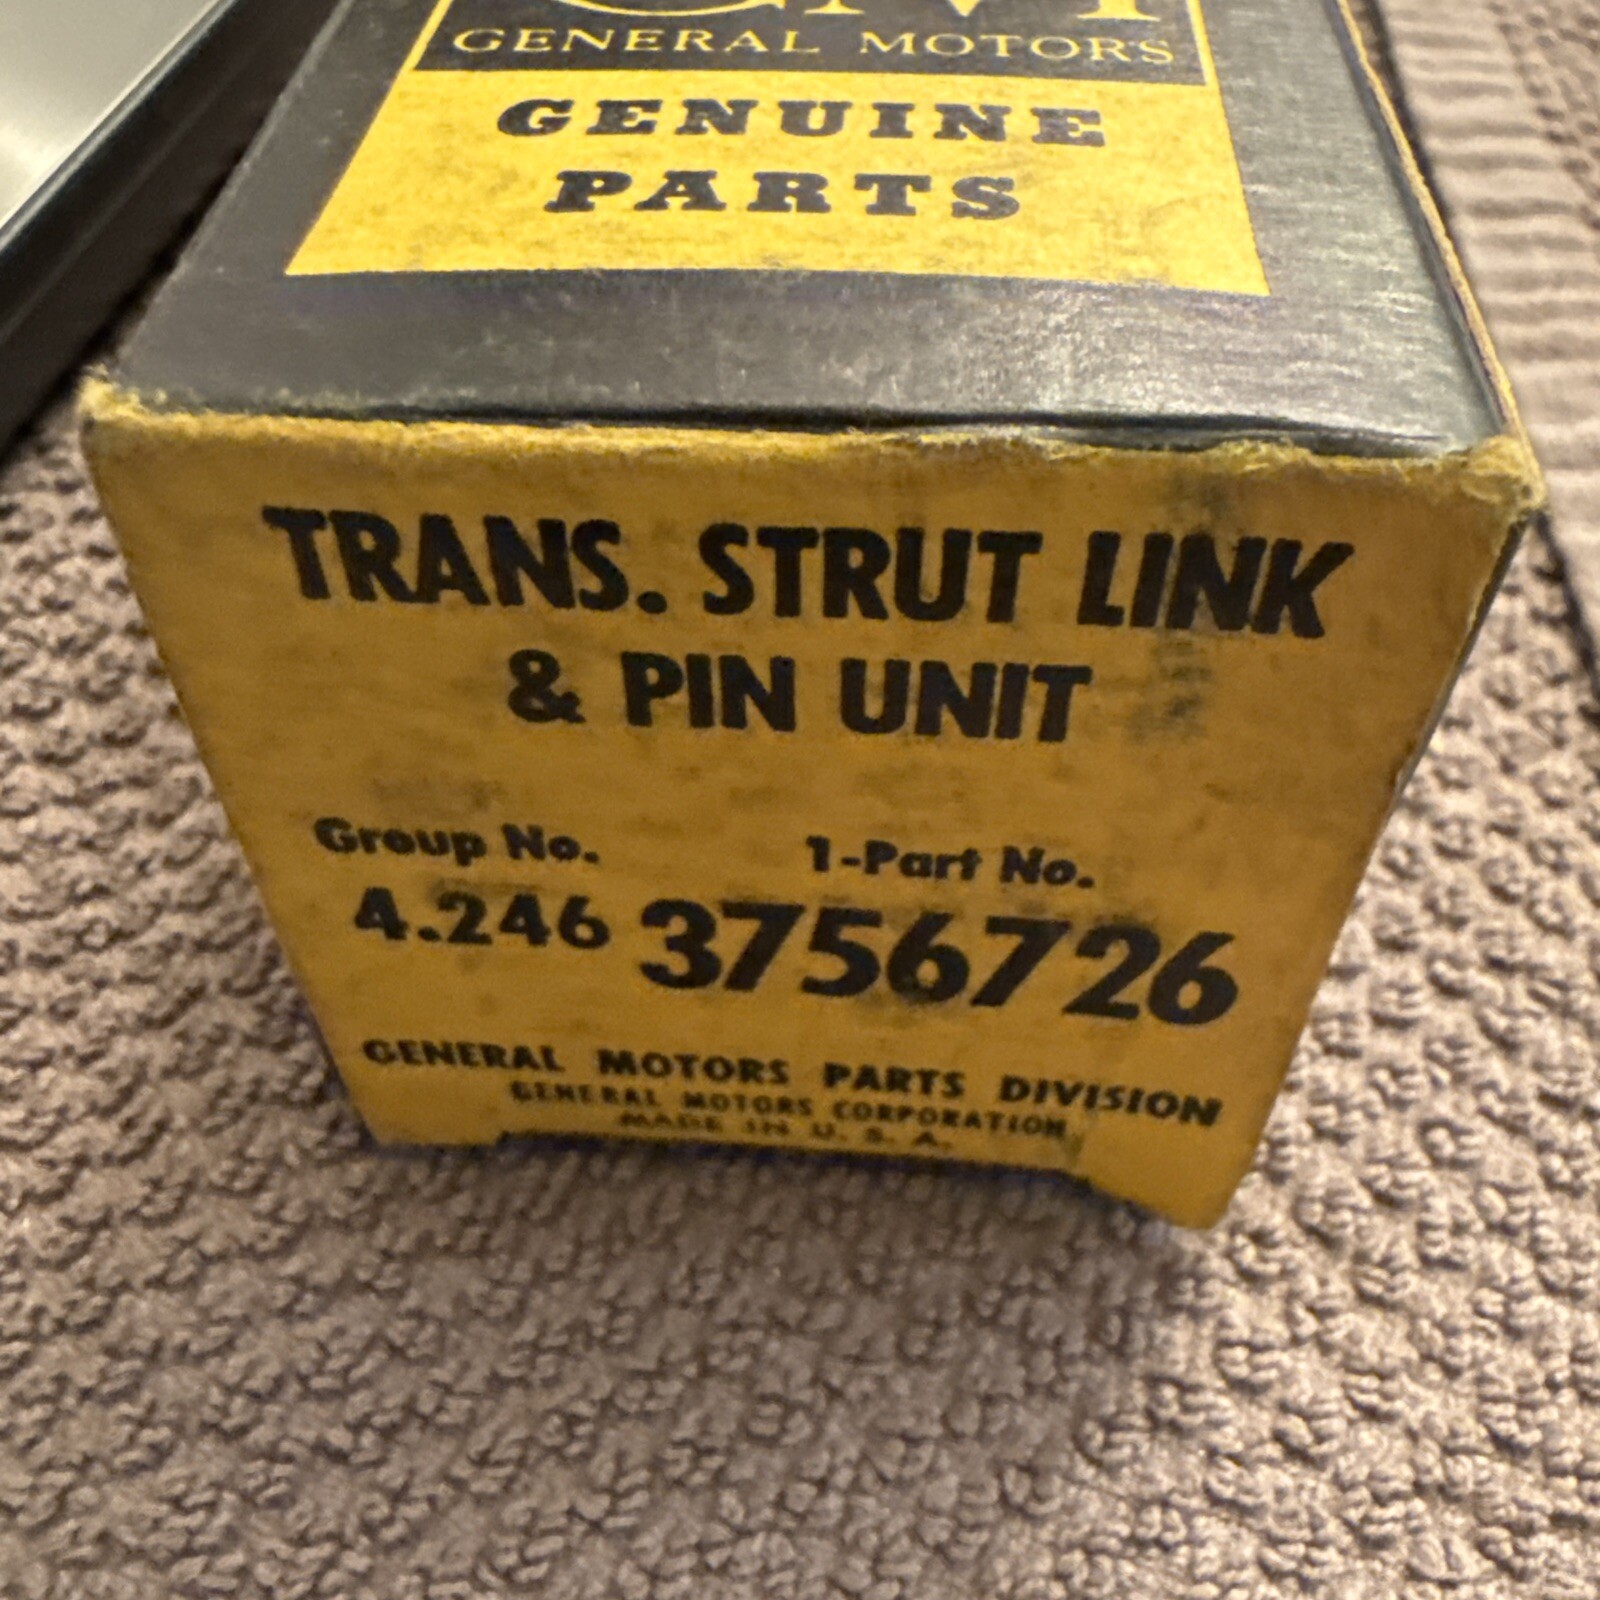 GM
GENERAL MOTORS
GENUINE
PARTS
TRANS. STRUT LINK
& PIN UNIT
Group No. 1-Part No.
4.246 3756726
GENERAL MOTORS PARTS DIVISION
GENERAL MOTORS CORPORATION
MADE IN U. S. A.